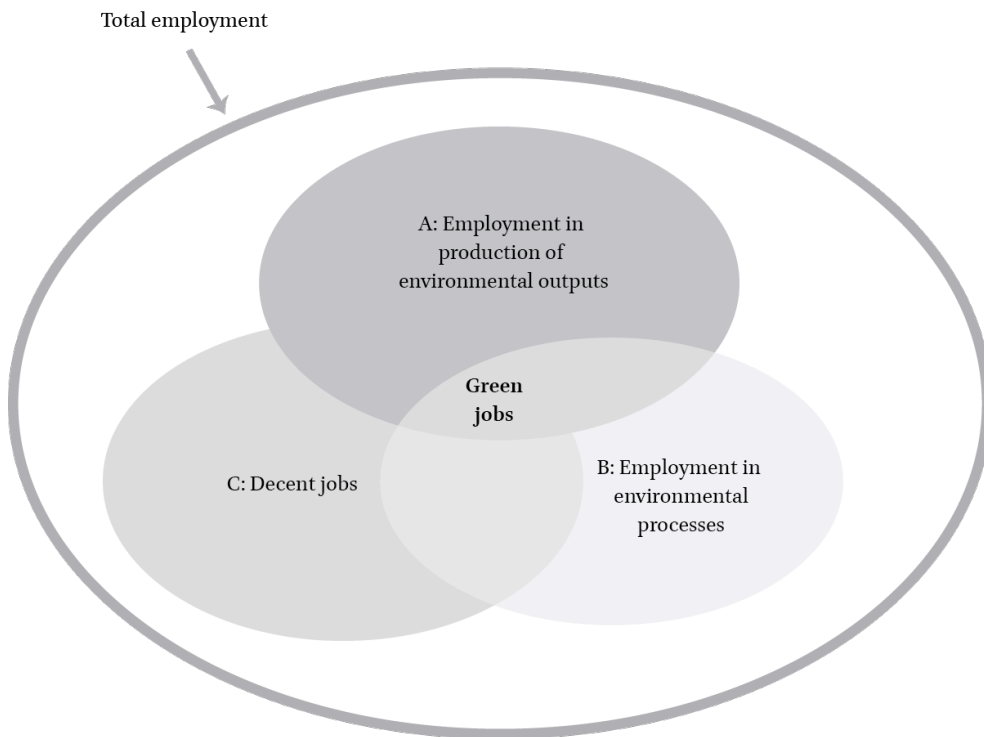 Total employment
A: Employment in
production of
environmental outputs
Green
jobs
C: Decent jobs
B: Employment in
environmental
processes